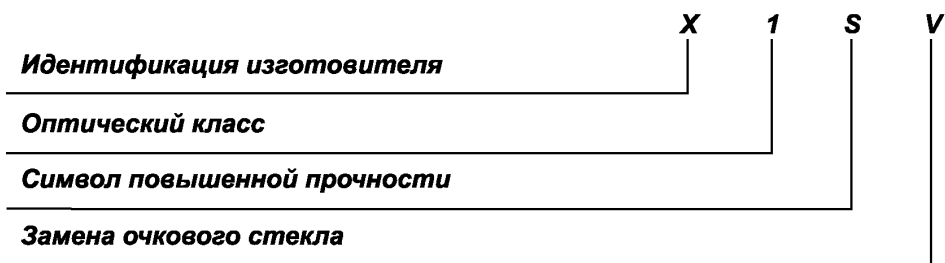 X 1 S V
Идентификация изготовителя
Оптический класс
Символ повышенной прочности
Замена очкового стекла